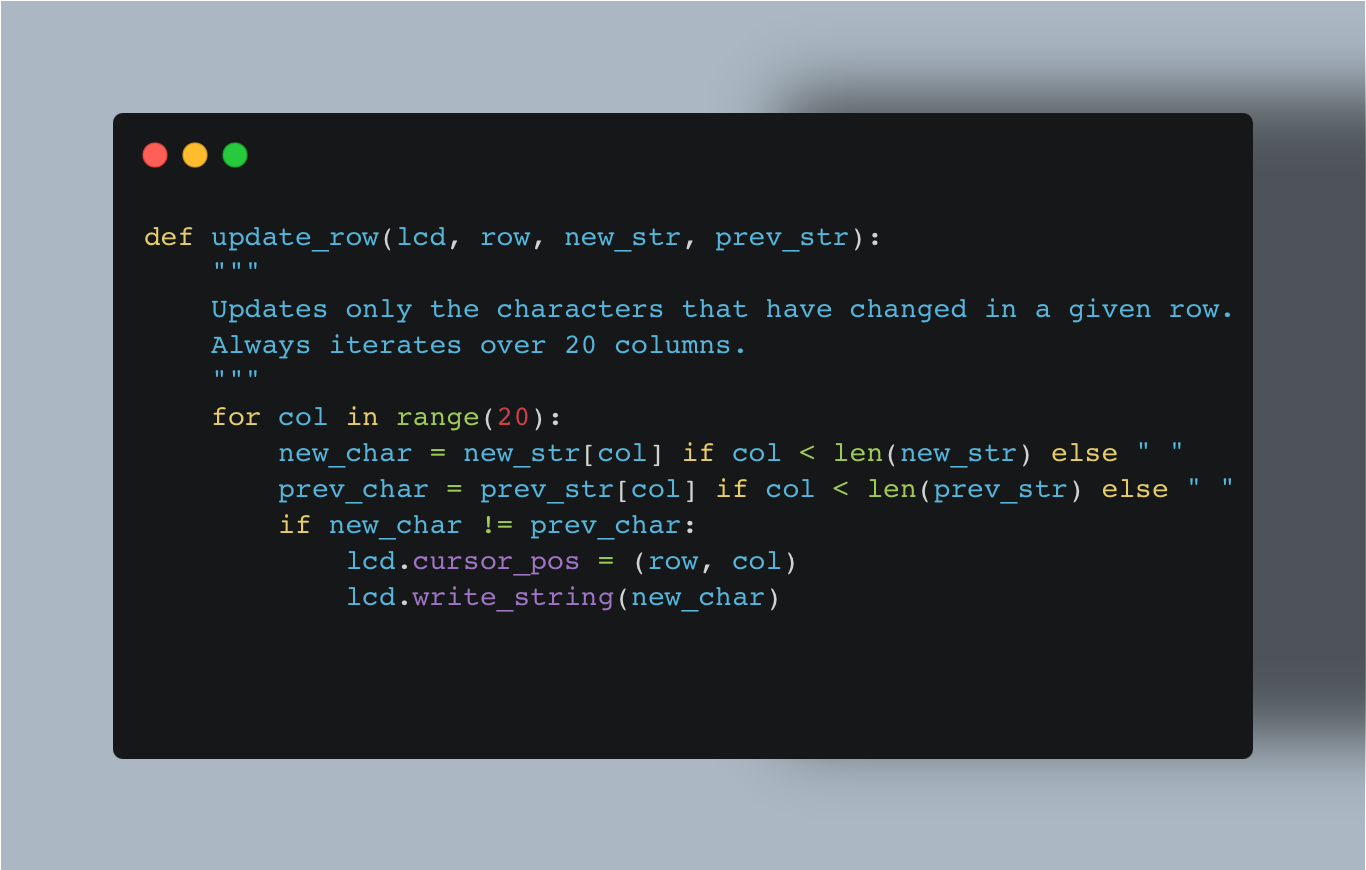 def update_row(lcd, row, new_str, prev_str):
    """
    Updates only the characters that have changed in a given row.
    Always iterates over 20 columns.
    """
    for col in range(20):
        new_char = new_str[col] if col < len(new_str) else " "
        prev_char = prev_str[col] if col < len(prev_str) else " "
        if new_char != prev_char:
            lcd.cursor_pos = (row, col)
            lcd.write_string(new_char)